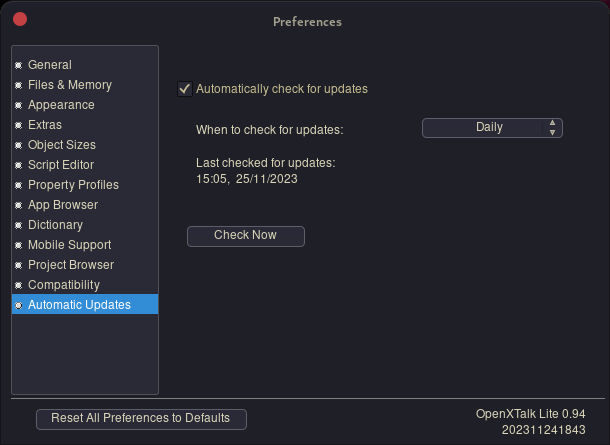 Preferences
General
Files & Memory
Appearance
Extras
Object Sizes
Script Editor
Property Profiles
App Browser
Dictionary
Mobile Support
Project Browser
Compatibility
Automatic Updates
Automatically check for updates
When to check for updates:
Daily
Last checked for updates:
15:05, 25/11/2023
Check Now
Reset All Preferences to Defaults
OpenXTalk Lite 0.94
202311241843